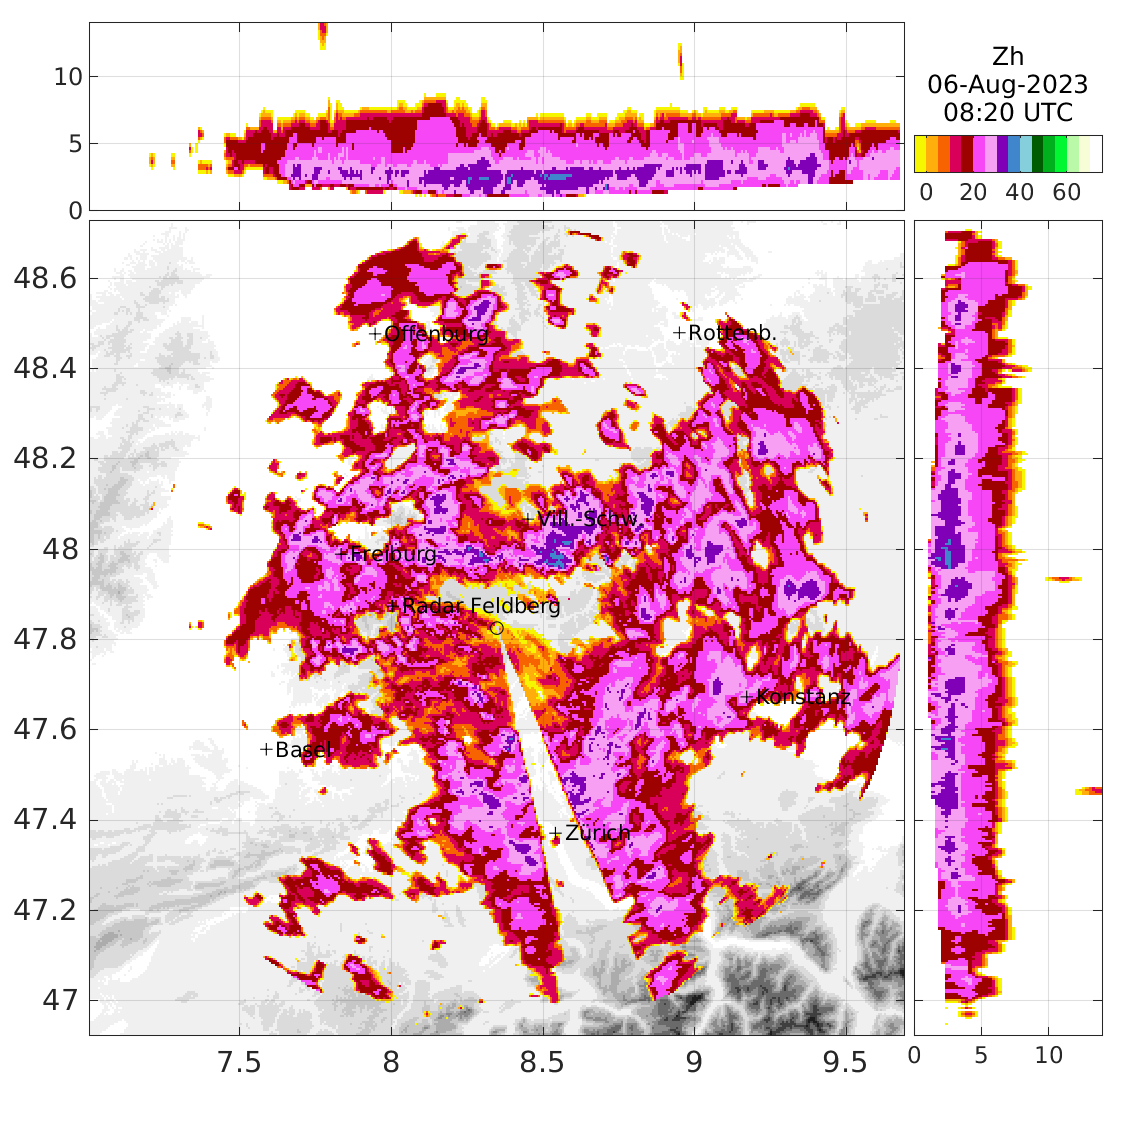 10
5
0
Zh
06-Aug-2023
08:20 UTC
0 20 40 60
48.6
48.4
48.2
48
47.8
47.6
47.4
47.2
47
+Offenburg
+Rottenb.
+Vill.-Schw.
+Freiburg
+Radar Feldberg
+Konstanz
+Basel
+Zürich
7.5 8 8.5 9 9.5
0 5 10